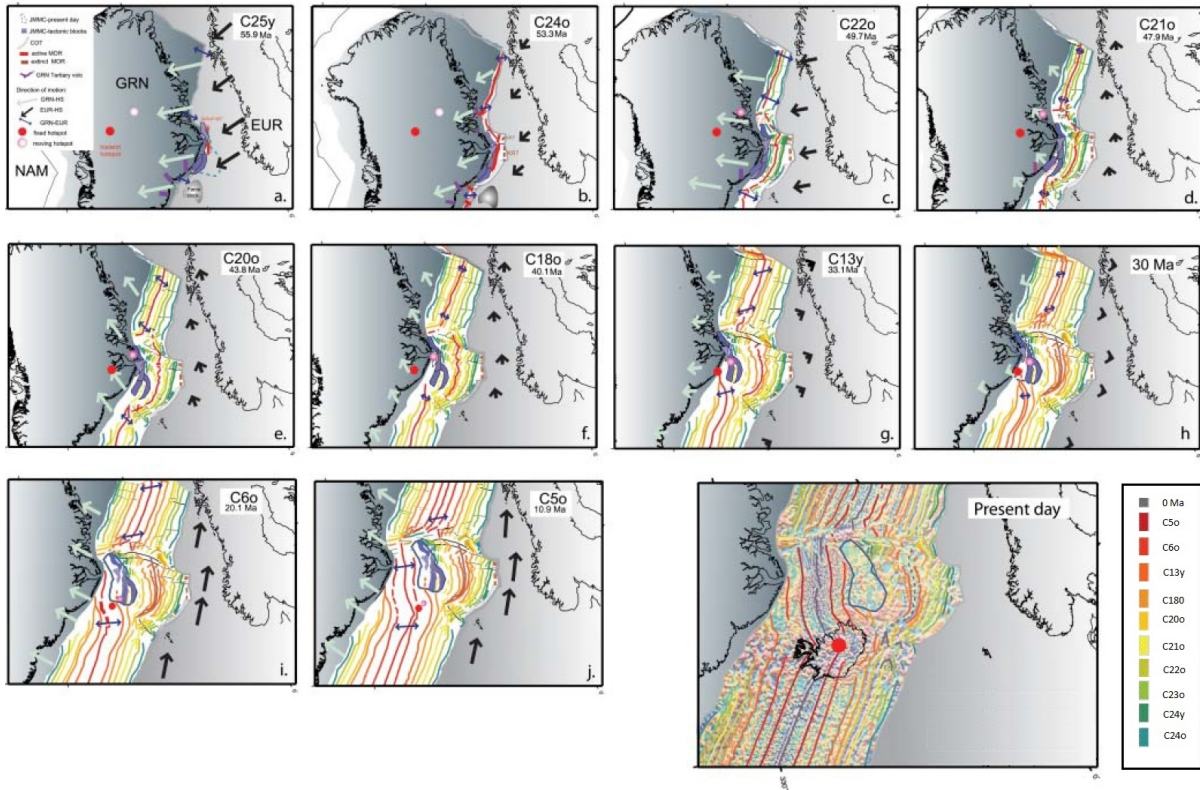 C25y
55.9 Ma
JMMC-present day
JMMC-tectonic blocks
COT
active MOR
extinct MOR
GRN Tertiary volc
Direction of motion:
GRN-HS
EUR-HS
GRN-EUR
fixed hotspot
moving hotspot
GRN
EUR
NAM
a.
C24o
53.3 Ma
b.
C22o
49.7 Ma
c.
C21o
47.9 Ma
d.
C20o
43.8 Ma
e.
C18o
40.1 Ma
f.
C13y
33.1 Ma
g.
30 Ma
h
C6o
20.1 Ma
i.
C5o
10.9 Ma
j.
Present day
0 Ma
C5o
C6o
C13y
C180
C20o
C21o
C22o
C23o
C24y
C24o